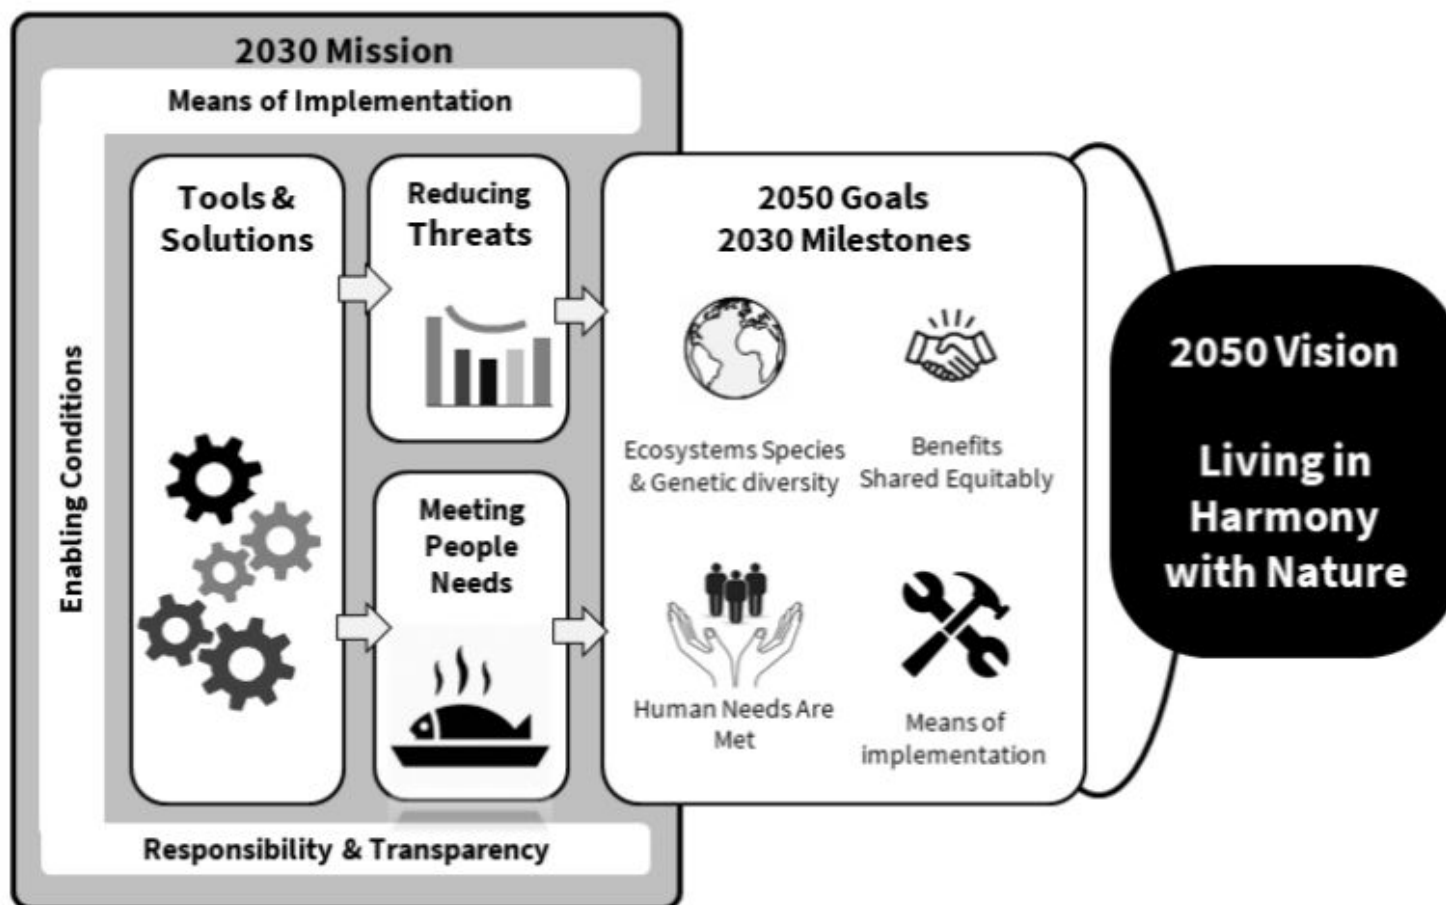 2030 Mission
Means of Implementation
Enabling Conditions
Tools &
Solutions
Reducing
Threats
Meeting
People
Needs
2050 Goals
2030 Milestones
Ecosystems Species
& Genetic diversity
Benefits
Shared Equitably
Human Needs Are
Met
Means of
implementation
2050 Vision
Living in
Harmony
with Nature
Responsibility & Transparency